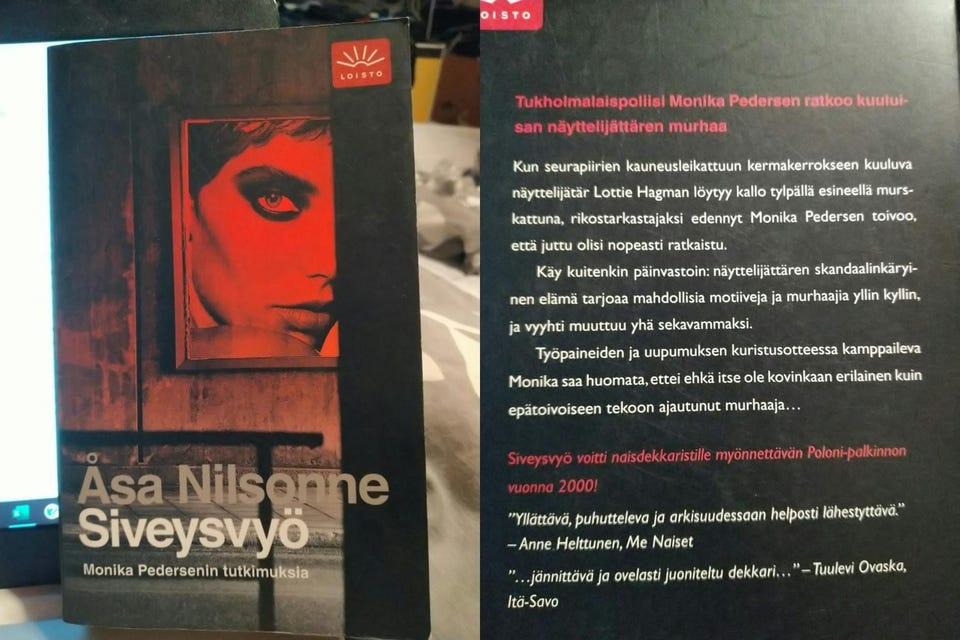 LOISTO
Åsa Nilsonne
Siveysvyö
Monika Pedersenin tutkimuksia
OISTO
Tukholmalaispoliisi Monika Pedersen ratkoo kuului-
san näyttelijättären murhaa
Kun seurapiirien kauneusleikattuun kermakerrokseen kuuluva
näyttelijätär Lottie Hagman löytyy kallo tylpällä esineellä murs-
kattuna, rikostarkastajaksi edennyt Monika Pedersen toivoo,
että juttu olisi nopeasti ratkaistu.
Käy kuitenkin päinvastoin: näyttelijättären skandaalinkäryi-
nen elämä tarjoaa mahdollisia motiiveja ja murhaajia yllin kyllin,
ja vyyhti muuttuu yhä sekavammaksi.
Työpaineiden ja uupumuksen kuristusotteessa kamppaileva
Monika saa huomata, ettei ehkä itse ole kovinkaan erilainen kuin
epätoivoiseen tekoon ajautunut murhaaja...
Siveysvyö voitti naisdekkaristille myönnettävän Poloni-palkinnon
vuonna 2000!
"Yllättävä, puhutteleva ja arkisuudessaan helposti lähestyttävä."
– Anne Helttunen, Me Naiset
"...jännittävä ja ovelasti juoniteltu dekkari..." – Tuulevi Ovaska,
Itä-Savo